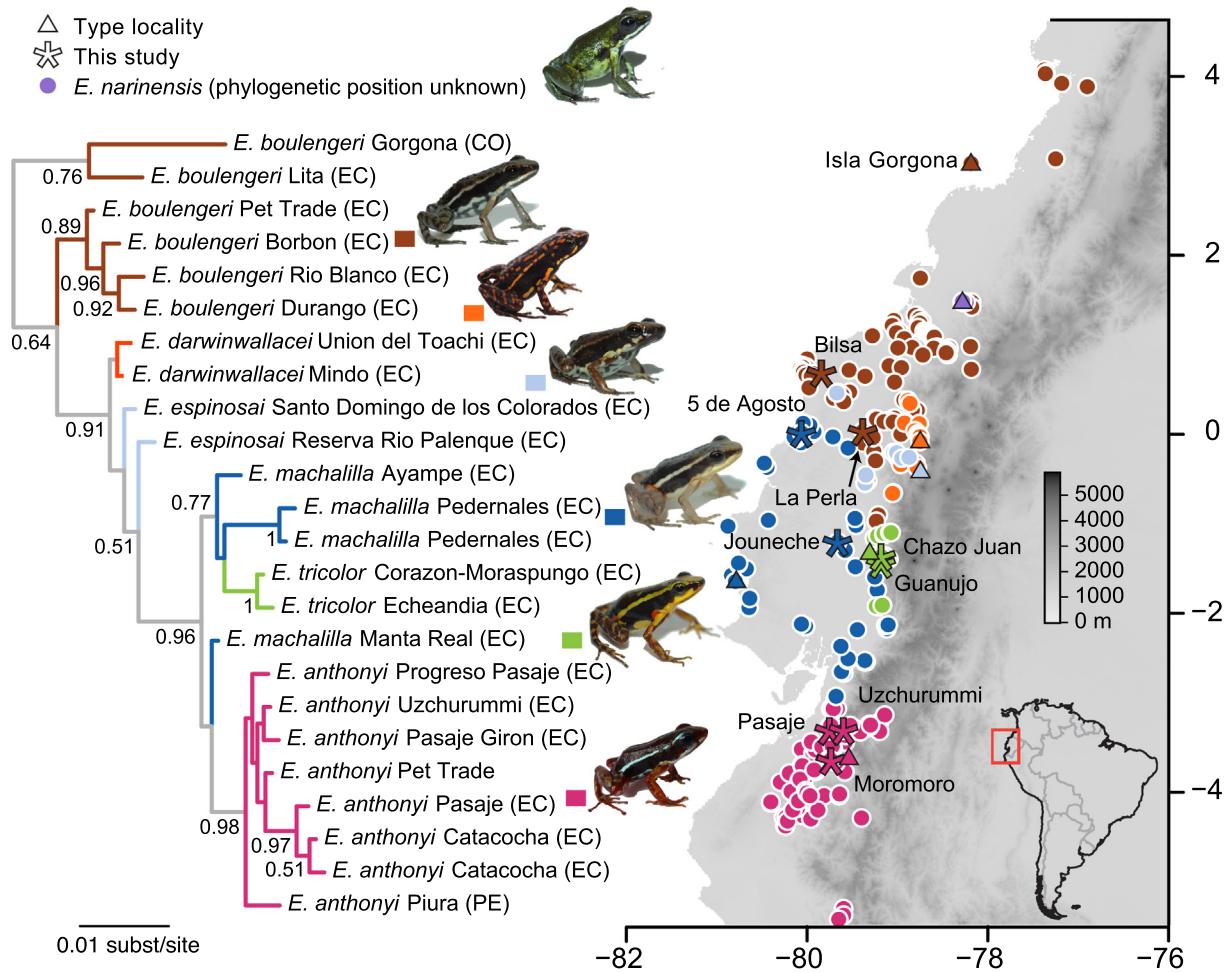 Type locality
This study
E. narinensis (phylogenetic position unknown)
E. boulengeri Gorgona (CO)
0.76
E. boulengeri Lita (EC)
E. boulengeri Pet Trade (EC)
0.89
E. boulengeri Borbon (EC)
0.96
E. boulengeri Rio Blanco (EC)
0.92
E. boulengeri Durango (EC)
0.64
E. darwinwallacei Union del Toachi (EC)
E. darwinwallacei Mindo (EC)
E. espinosai Santo Domingo de los Colorados (EC)
0.91
E. espinosai Reserva Rio Palenque (EC)
E. machalilla Ayampe (EC)
0.77
E. machalilla Pedernales (EC)
0.51
1
E. machalilla Pedernales (EC)
E. tricolor Corazon-Moraspungo (EC)
1
E. tricolor Echeandia (EC)
0.96
E. machalilla Manta Real (EC)
E. anthonyi Progreso Pasaje (EC)
E. anthonyi Uzchurummi (EC)
E. anthonyi Pasaje Giron (EC)
E. anthonyi Pet Trade
E. anthonyi Pasaje (EC)
0.98
E. anthonyi Catacocha (EC)
0.97
0.51
E. anthonyi Catacocha (EC)
E. anthonyi Piura (PE)
0.01 subst/site
Isla Gorgona
Bilsa
5 de Agosto
La Perla
Jouneche
Chazo Juan
Guanujo
Uzchurummi
Pasaje
Moromoro
5000
4000
3000
2000
1000
0 m
4
2
0
−2
−4
−82
−80
−78
−76